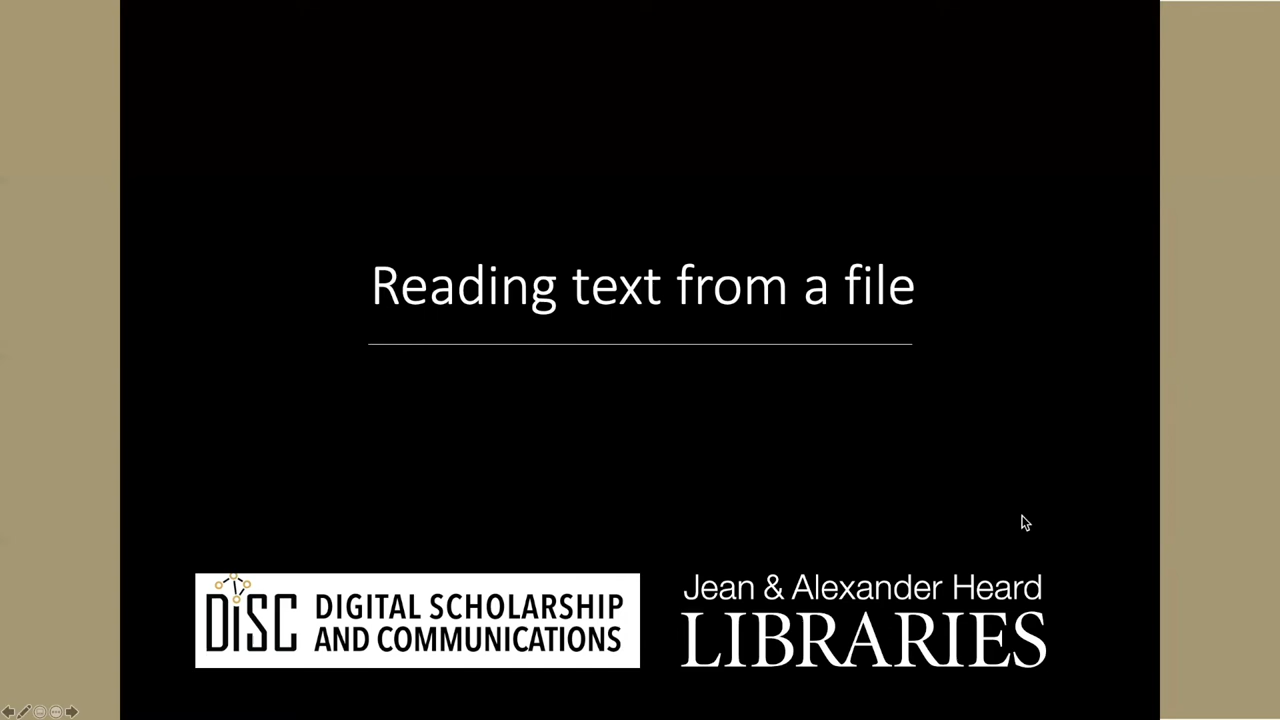 Reading text from a file
DiSC DIGITAL SCHOLARSHIP
AND COMMUNICATIONS
Jean & Alexander Heard
LIBRARIES